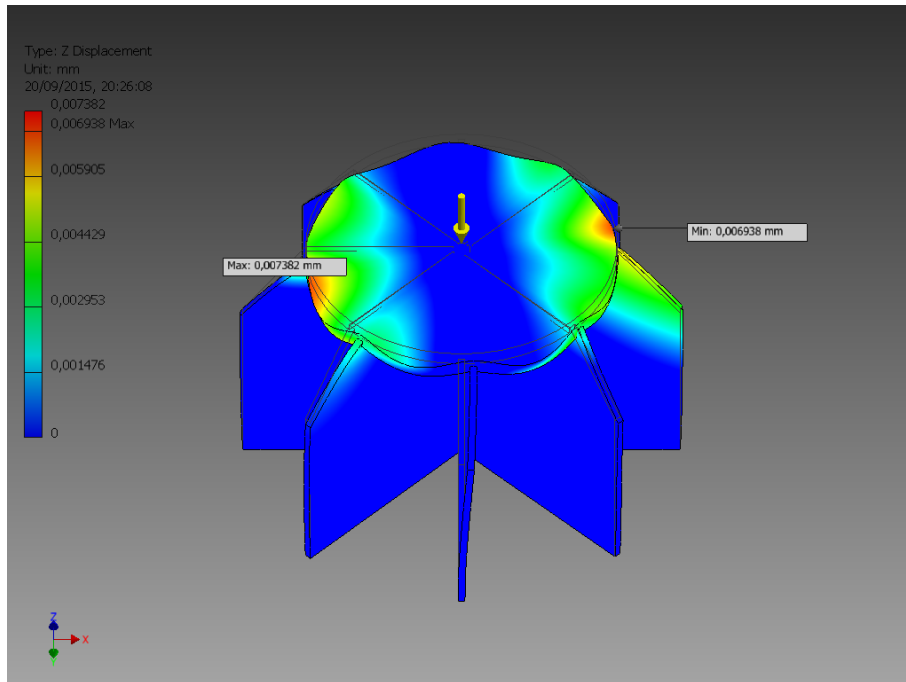 Type: Z Displacement
Unit: mm
20/09/2015, 20:26:08
0,007382
0,006938 Max
0,005905
0,004429
0,002953
0,001476
0
Min: 0,006938 mm
Max: 0,007382 mm
Z
X